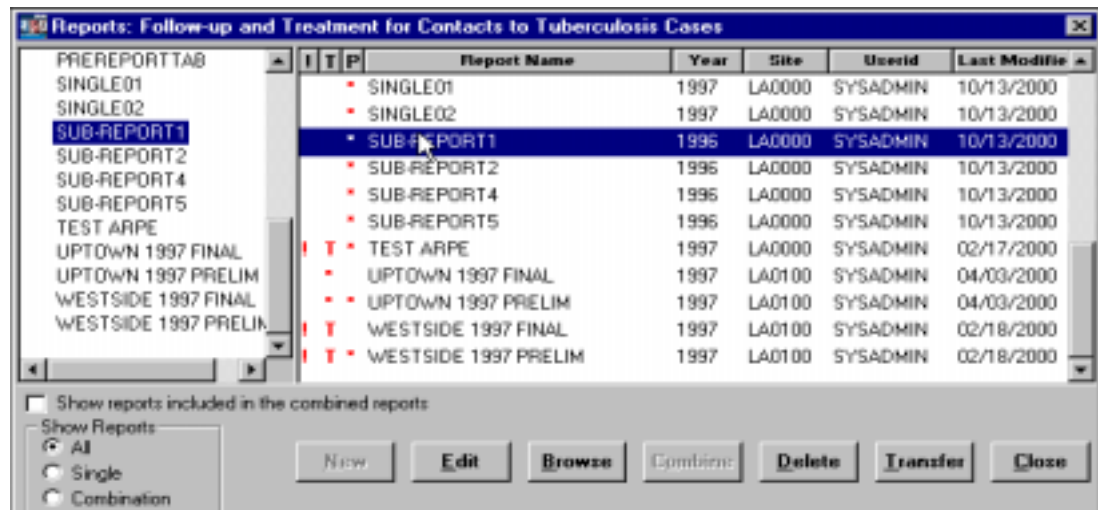 Reports: Follow-up and Treatment for Contacts to Tuberculosis Cases
PREREPORTTAB
SINGLE01
SINGLE02
SUB-REPORT1
SUB-REPORT2
SUB-REPORT4
SUB-REPORT5
TEST ARPE
UPTOWN 1997 FINAL
UPTOWN 1997 PRELIM
WESTSIDE 1997 FINAL
WESTSIDE 1997 PRELIM
! T P Report Name Year Site Userid Last Modifie
* SINGLE01 1997 LA0000 SYSADMIN 10/13/2000
* SINGLE02 1997 LA0000 SYSADMIN 10/13/2000
* SUB-REPORT1 1996 LA0000 SYSADMIN 10/13/2000
* SUB-REPORT2 1996 LA0000 SYSADMIN 10/13/2000
* SUB-REPORT4 1996 LA0000 SYSADMIN 10/13/2000
* SUB-REPORT5 1996 LA0000 SYSADMIN 10/13/2000
! T * TEST ARPE 1997 LA0000 SYSADMIN 02/17/2000
* UPTOWN 1997 FINAL 1997 LA0100 SYSADMIN 04/03/2000
* * UPTOWN 1997 PRELIM 1997 LA0100 SYSADMIN 04/03/2000
! T WESTSIDE 1997 FINAL 1997 LA0100 SYSADMIN 02/18/2000
! T * WESTSIDE 1997 PRELIM 1997 LA0100 SYSADMIN 02/18/2000
Show reports included in the combined reports
Show Reports
All
Single
Combination
New Edit Browse Combine Delete Transfer Close